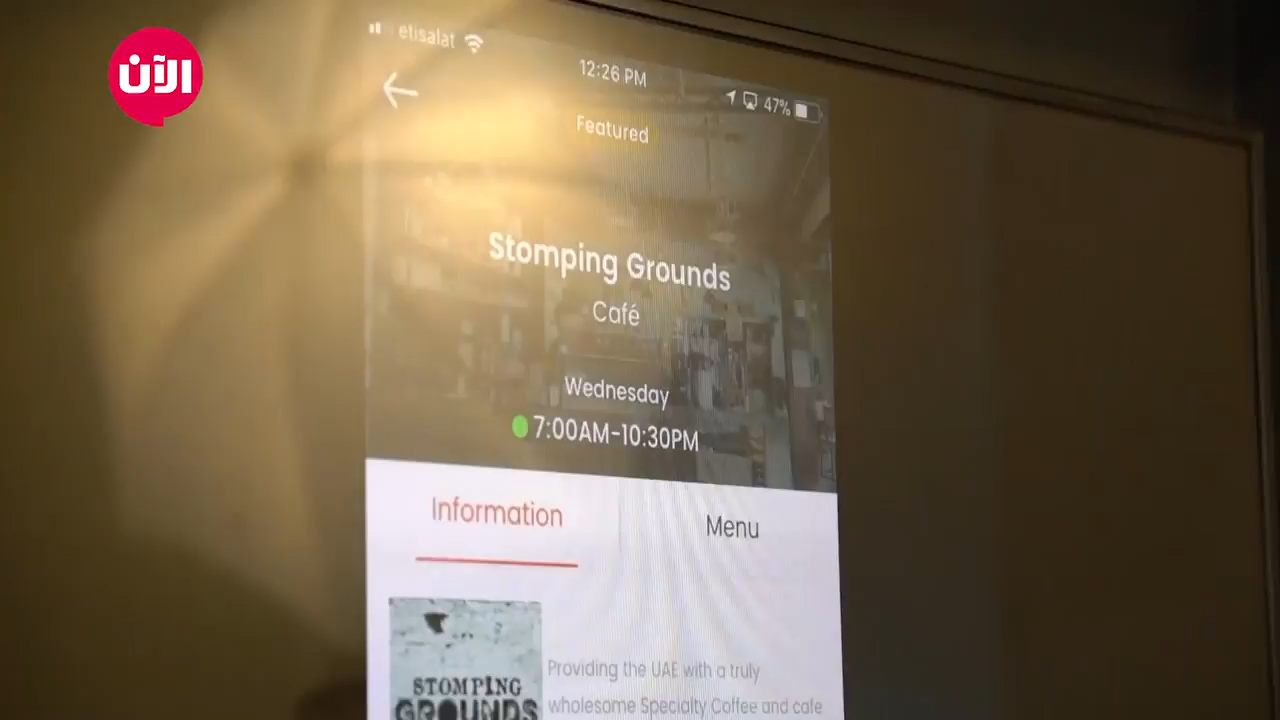 الآن
etisalat
12:26 PM
47%
Featured
Stomping Grounds
Café
Wednesday
7:00AM-10:30PM
Information
Menu
STOMPING
GROUNDS
Providing the UAE with a truly
wholesome Specialty Coffee and cafe